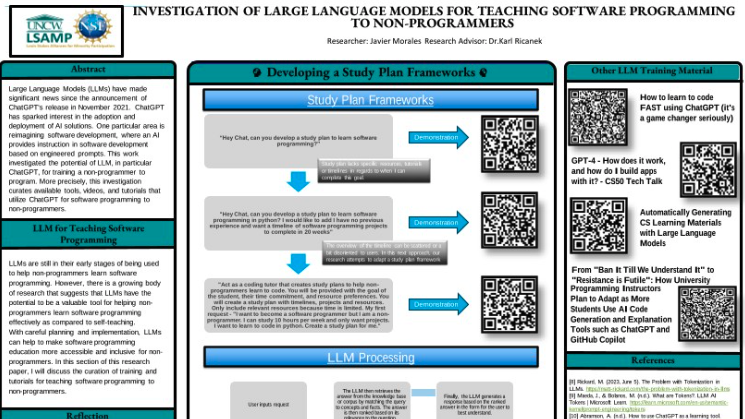 INVESTIGATION OF LARGE LANGUAGE MODELS FOR TEACHING SOFTWARE PROGRAMMING
TO NON-PROGRAMMERS
Researcher: Javier Morales Research Advisor: Dr.Karl Ricanek
UNCW
LSAMP
NSF
Abstract
Large Language Models (LLMs) have made
significant news since the announcement of
ChatGPT's release in November 2021. ChatGPT
has sparked interest in the adoption and
deployment of AI solutions. One particular area is
reimagining software development, where an AI
provides instruction in software development
based on engineered prompts. This work
investigated the potential of LLM, in particular
ChatGPT, for training a non-programmer to
program. More precisely, this investigation
curates available tools, videos, and tutorials that
utilize ChatGPT for software programming to
non-programmers.
LLM for Teaching Software
Programming
LLMs are still in their early stages of being used
to help non-programmers learn software
programming. However, there is a growing body
of research that suggests that LLMs have the
potential to be a valuable tool for helping non-
programmers learn software programming
effectively as compared to self-teaching.
With careful planning and implementation, LLMs
can help to make software programming
education more accessible and inclusive for non-
programmers. In this section of this research
paper, I will discuss the curation of training and
tutorials for teaching software programming to
non-programmers.
Reflection
Developing a Study Plan Frameworks
Study Plan Frameworks
"Hey Chat, can you develop a study plan to learn software
programming?"
Demonstration
Study plan lacks specific resources, tutorials
or timelines in regards to when I can
complete the goal.
"Hey Chat, can you develop a study plan to learn software
programming in python? I would like to add I have no previous
experience and want a timeline of software programming projects
to complete in 20 weeks"
Demonstration
The overview of the timeline can be scattered or a
bit disoriented to users. In this next approach, our
research attempts to adapt a study plan framework
"Act as a coding tutor that creates study plans to help non-
programmers learn to code. You will be provided with the goal of
the student, their time commitment, and resource preferences. You
will create a study plan with timelines, projects and resources.
Only include relevant resources because time is limited. My first
request - "I want to become a software programmer but I am a non-
programmer. I can study 10 hours per week and only want projects.
I want to learn to code in python. Create a study plan for me."
Demonstration
LLM Processing
User inputs request
The LLM then retrieves the
answer from the knowledge base
or corpus by matching the query
to concepts and facts. The answer
is then ranked based on its
Finally, the LLM generates a
response based on the ranked
answer in the form for the user to
best understand.
Other LLM Training Material
How to learn to code
FAST using ChatGPT (it's
a game changer seriously)
GPT-4 - How does it work,
and how do I build apps
with it? - CS50 Tech Talk
Automatically Generating
CS Learning Materials
with Large Language
Models
From "Ban It Till We Understand It" to
"Resistance is Futile": How University
Programming Instructors
Plan to Adapt as More
Students Use AI Code
Generation and Explanation
Tools such as ChatGPT and
GitHub Copilot
References
[8] Rickard, M. (2023, June 5). The Problem with Tokenization in
LLMs.
Tokens | Microsoft Learn.
[10] Abramson, A. (n.d.). How to use ChatGPT as a learning tool.